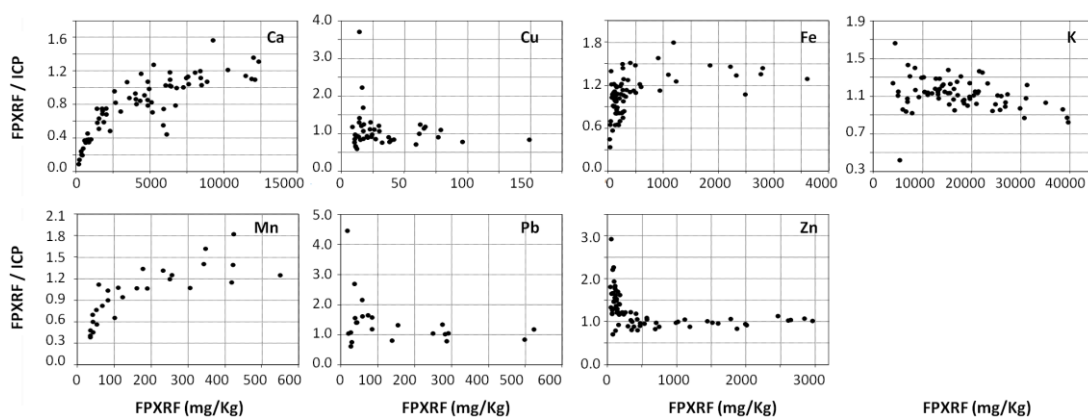 FPXRF / ICP
Ca
1.6
1.2
0.8
0.4
0.0
0 5000 10000 15000
Cu
4.0
3.0
2.0
1.0
0.0
0 50 100 150
Fe
1.8
1.2
0.6
0.0
0 1000 2000 3000 4000
K
1.9
1.5
1.1
0.7
0.3
0 10000 20000 30000 40000
FPXRF / ICP
Mn
2.1
1.8
1.5
1.2
0.9
0.6
0.3
0.0
0 100 200 300 400 500 600
FPXRF (mg/Kg)
Pb
5.0
4.0
3.0
2.0
1.0
0.0
0 100 200 300 400 500 600
FPXRF (mg/Kg)
Zn
3.0
2.0
1.0
0.0
0 1000 2000 3000
FPXRF (mg/Kg)
FPXRF (mg/Kg)